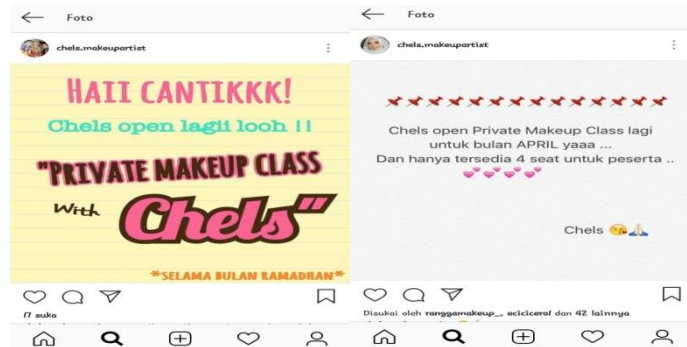 Foto
chels.makeupartist
HAII CANTIKKK!
Chels open lagii looh !!
"PRIVATE MAKEUP CLASS
With Chels"
*SELAMA BULAN RAMADHAN*
17 suka
Foto
chels.makeupartist
Chels open Private Makeup Class lagi
untuk bulan APRIL yaaa ...
Dan hanya tersedia 4 seat untuk peserta ..
💕💕💕💕
Chels 😘🙏🏻
Disukai oleh ranggamakeup_, ecicicerol dan 42 lainnya